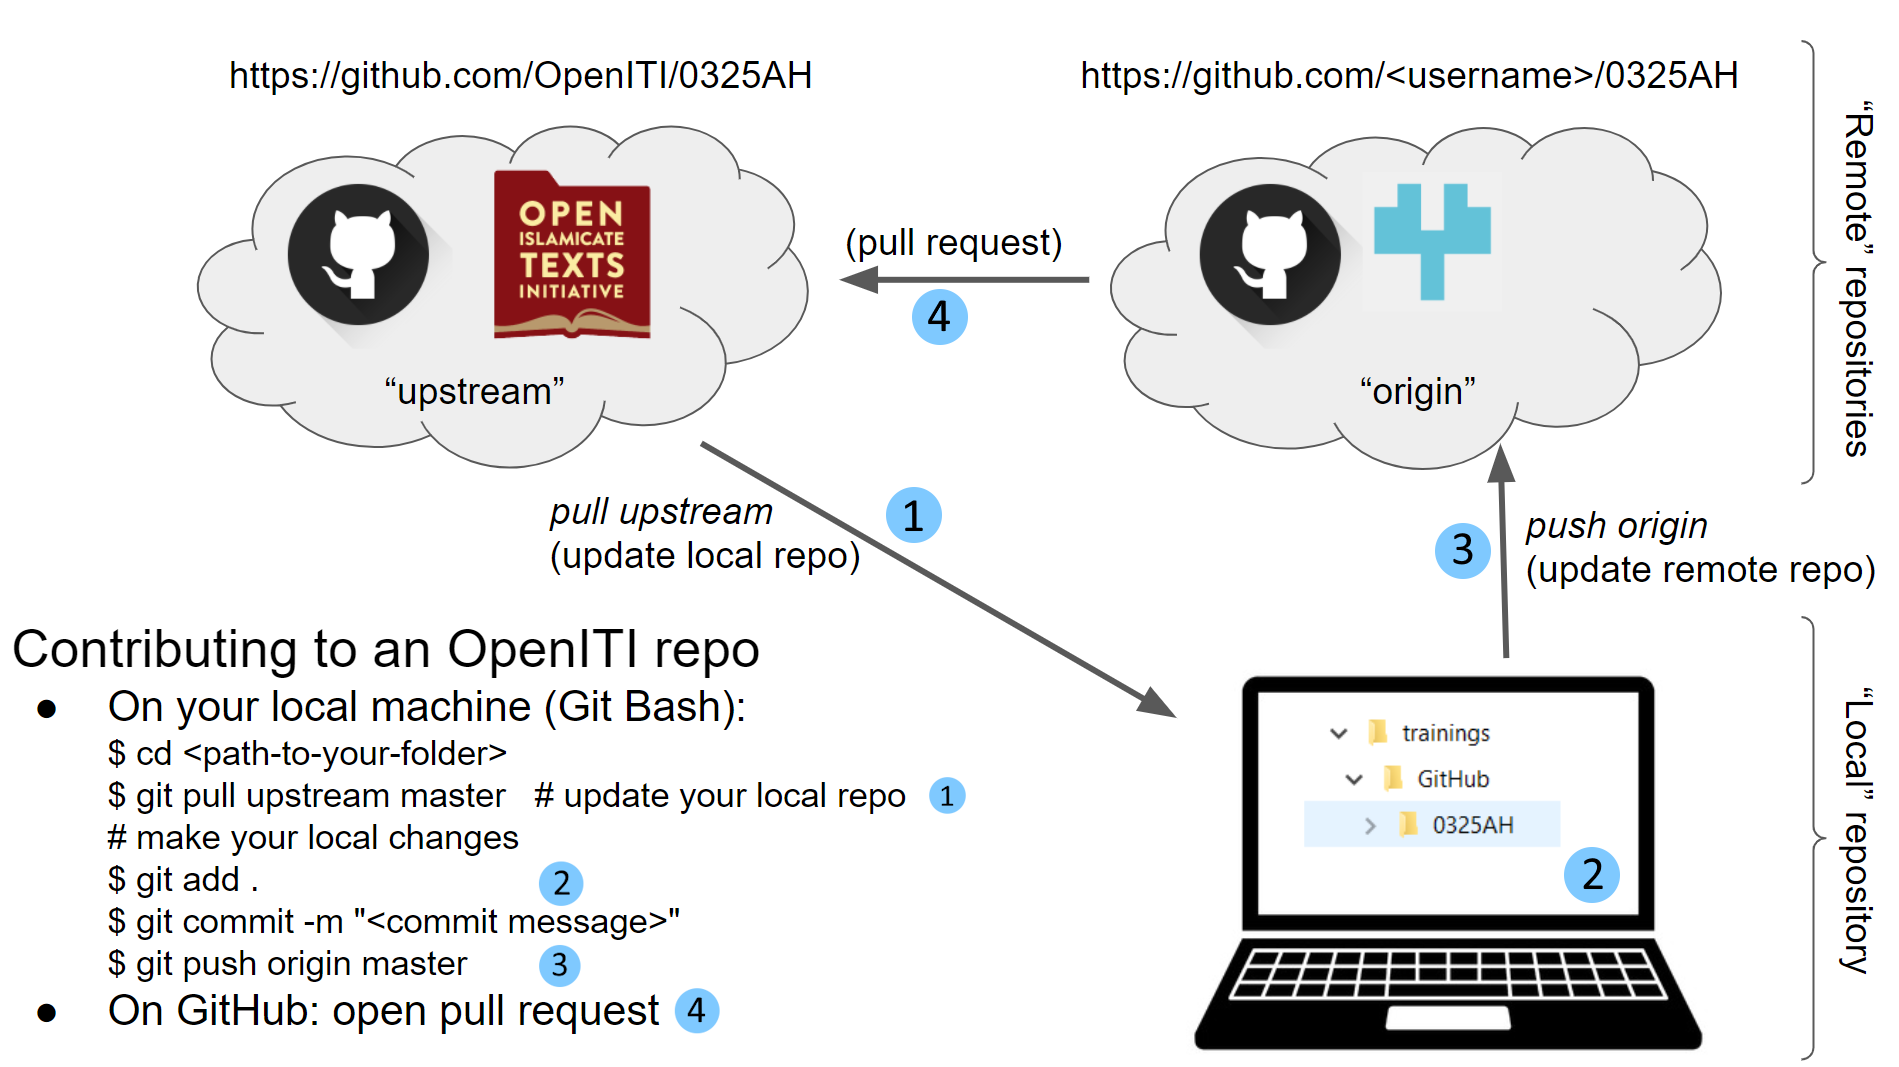 https://github.com/OpenITI/0325AH
https://github.com/<username>/0325AH
OPEN
ISLAMICATE
TEXTS
INITIATIVE
“upstream”
(pull request)
4
“origin”
“Remote” repositories
pull upstream
(update local repo)
1
3
push origin
(update remote repo)
Contributing to an OpenITI repo
● On your local machine (Git Bash):
$ cd <path-to-your-folder>
$ git pull upstream master # update your local repo 1
# make your local changes
$ git add . 2
$ git commit -m "<commit message>"
$ git push origin master 3
● On GitHub: open pull request 4
trainings
GitHub
0325AH
2
“Local” repository